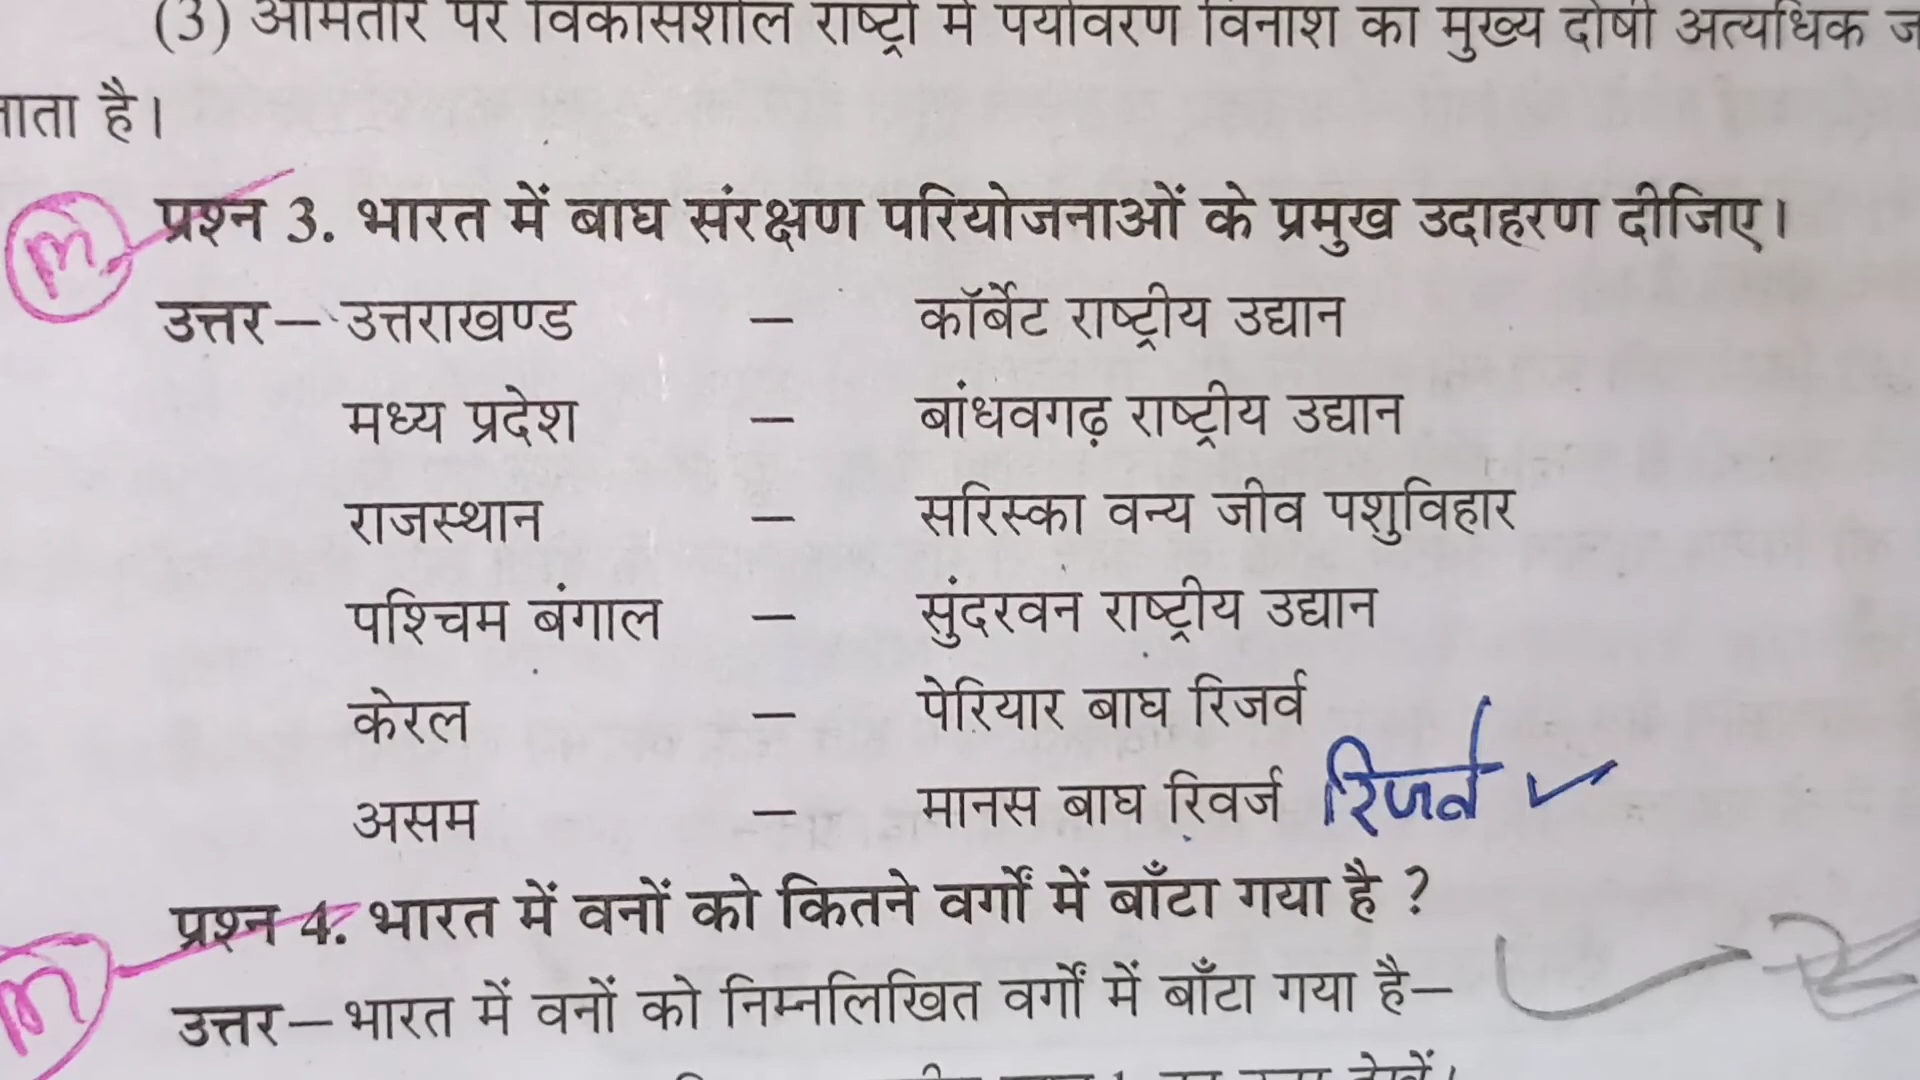 (3) आमतौर पर विकासशील राष्ट्रों में पर्यावरण विनाश का मुख्य दोषी अत्यधिक
है।
प्रश्न 3. भारत में बाघ संरक्षण परियोजनाओं के प्रमुख उदाहरण दीजिए।
उत्तर – उत्तराखण्ड – कॉर्बेट राष्ट्रीय उद्यान
मध्य प्रदेश – बांधवगढ़ राष्ट्रीय उद्यान
राजस्थान – सरिस्का वन्य जीव पशुविहार
पश्चिम बंगाल – सुंदरवन राष्ट्रीय उद्यान
केरल – पेरियार बाघ रिजर्व
असम – मानस बाघ रिवर्ज रिजर्व
प्रश्न 4. भारत में वनों को कितने वर्गों में बाँटा गया है ?
उत्तर – भारत में वनों को निम्नलिखित वर्गों में बाँटा गया है–